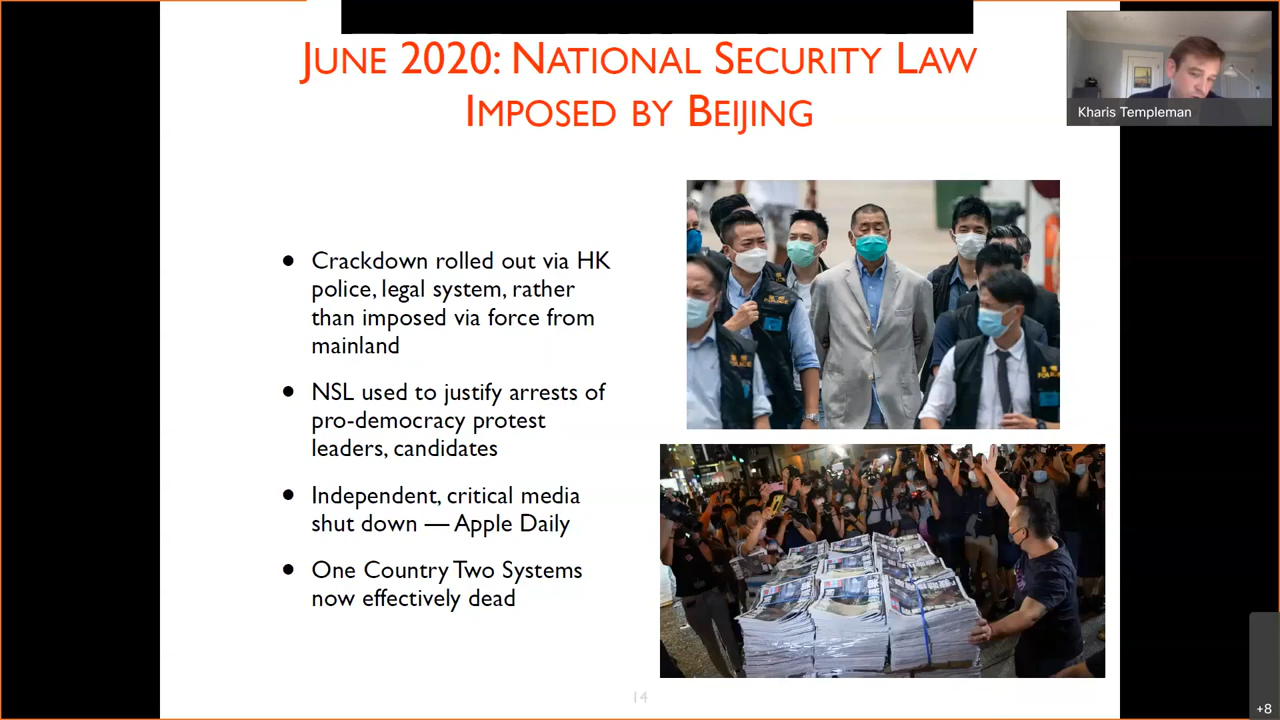 JUNE 2020: NATIONAL SECURITY LAW
IMPOSED BY BEIJING
Kharis Templeman
• Crackdown rolled out via HK
police, legal system, rather
than imposed via force from
mainland
• NSL used to justify arrests of
pro-democracy protest
leaders, candidates
• Independent, critical media
shut down — Apple Daily
• One Country Two Systems
now effectively dead
14
+8